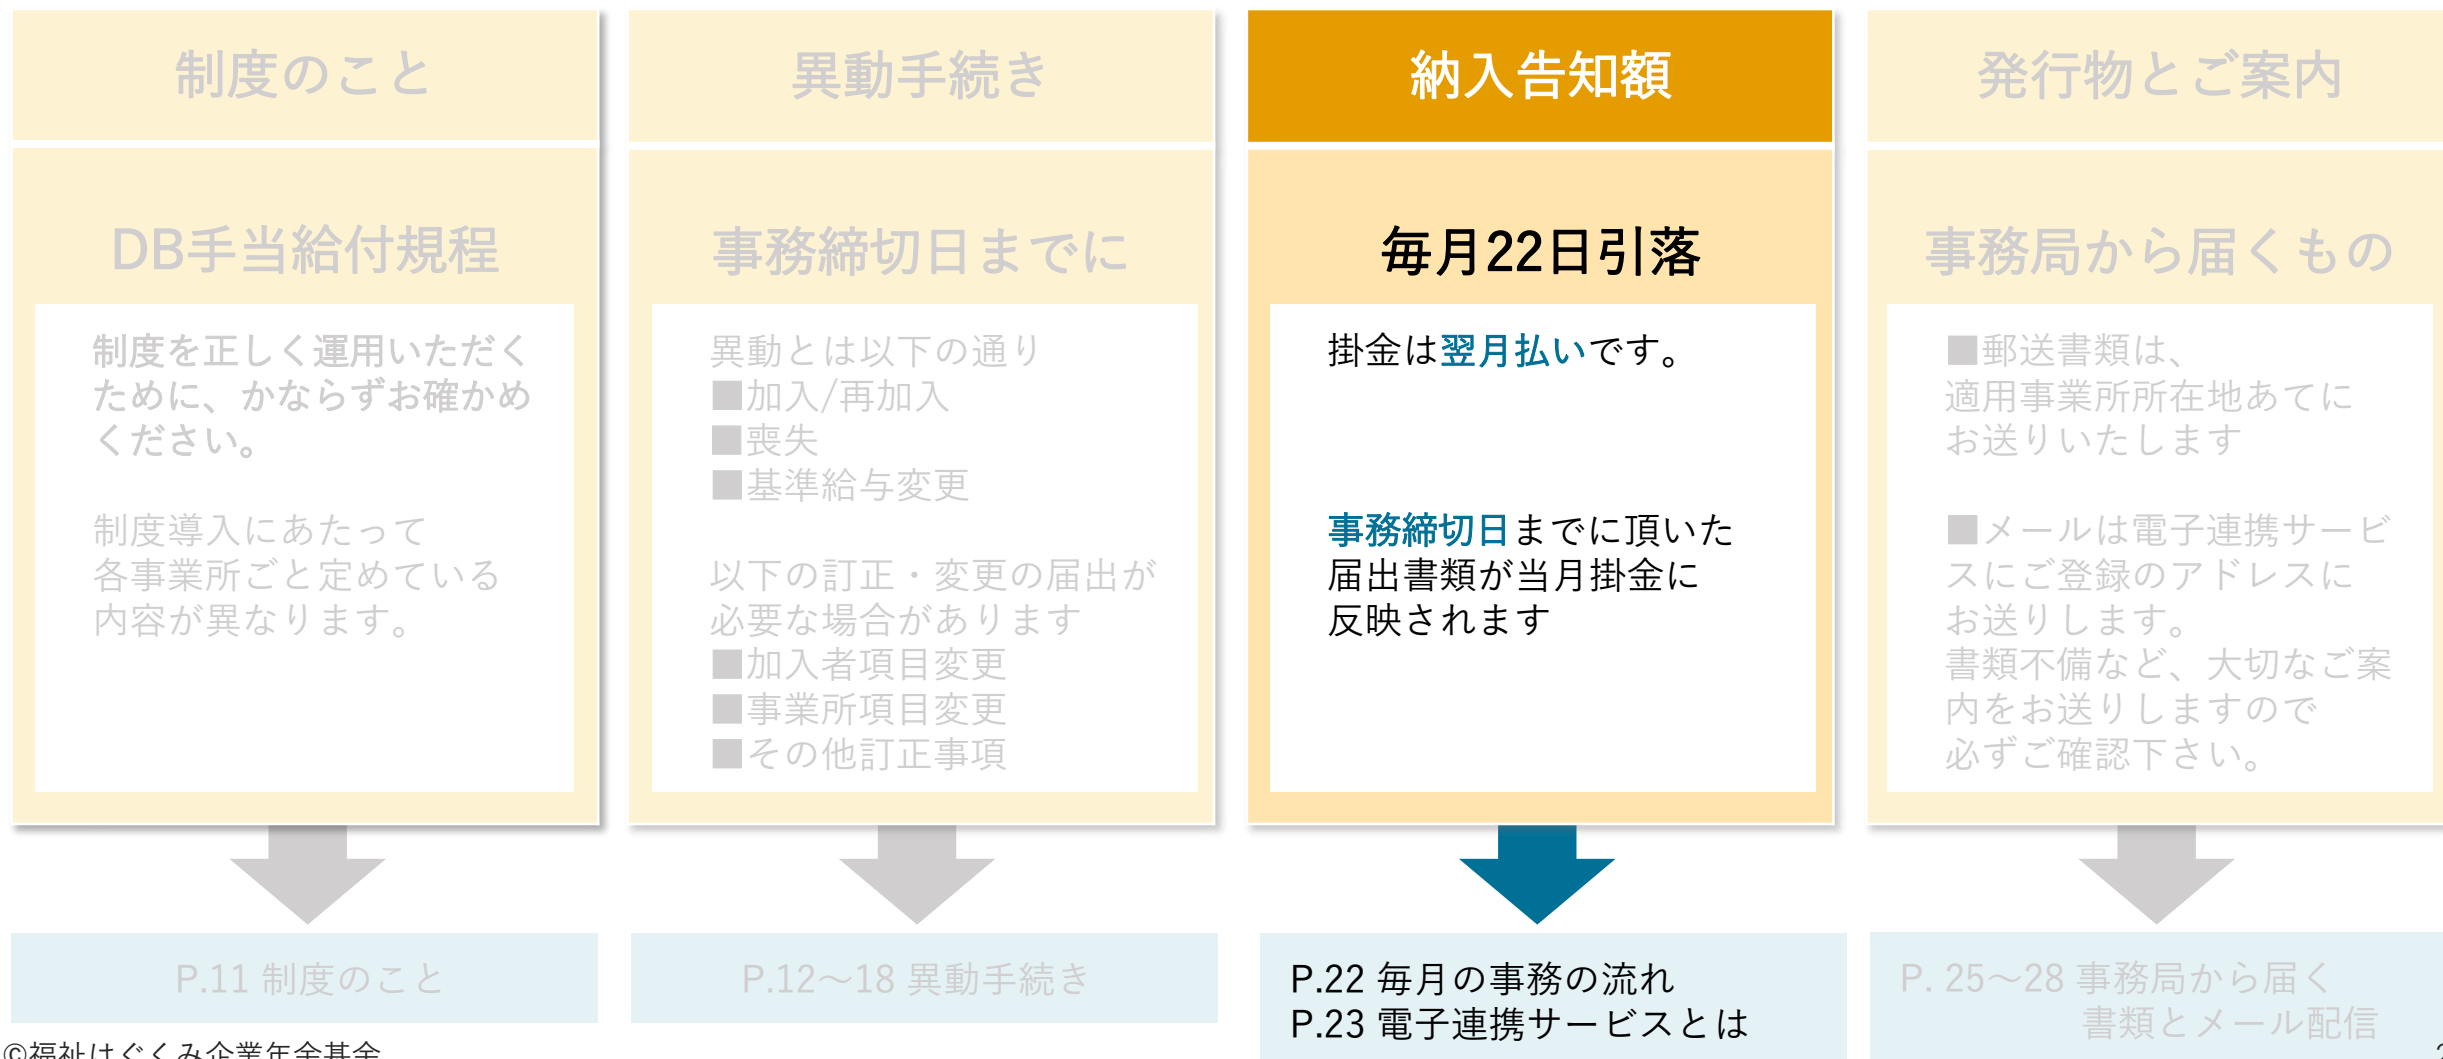 制度のこと
DB手当給付規程
制度を正しく運用いただく
ために、かならずお確かめ
ください。
制度導入にあたって
各事業所ごと定めている
内容が異なります。
P.11 制度のこと
異動手続き
事務締切日までに
異動とは以下の通り
■加入/再加入
■喪失
■基準給与変更
以下の訂正・変更の届出が
必要な場合があります
■加入者項目変更
■事業所項目変更
■その他訂正事項
P.12～18 異動手続き
納入告知額
毎月22日引落
掛金は翌月払いです。
事務締切日までに頂いた
届出書類が当月掛金に
反映されます
P.22 毎月の事務の流れ
P.23 電子連携サービスとは
発行物とご案内
事務局から届くもの
■郵送書類は、
適用事業所所在地あてに
お送りいたします
■メールは電子連携サービ
スにご登録のアドレスに
お送りします。
書類不備など、大切なご案
内をお送りしますので
必ずご確認下さい。
P. 25～28 事務局から届く
書類とメール配信
©福祉はぐくみ企業年金基金